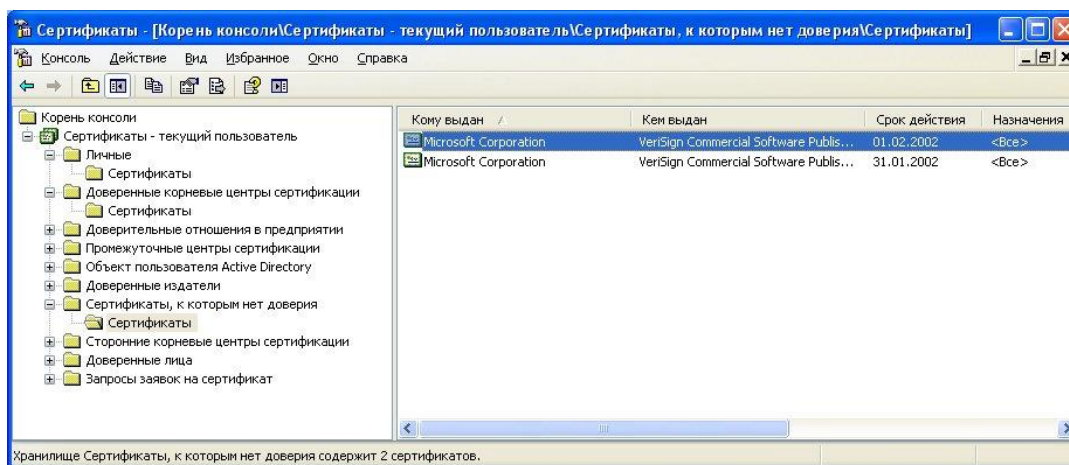 Сертификаты - [Корень консоли\Сертификаты - текущий пользователь\Сертификаты, к которым нет доверия\Сертификаты]
Консоль Действие Вид Избранное Окно Справка
Корень консоли
Сертификаты - текущий пользователь
Личные
Сертификаты
Доверенные корневые центры сертификации
Сертификаты
Доверительные отношения в предприятии
Промежуточные центры сертификации
Объект пользователя Active Directory
Доверенные издатели
Сертификаты, к которым нет доверия
Сертификаты
Сторонние корневые центры сертификации
Доверенные лица
Запросы заявок на сертификат
Кому выдан Кем выдан Срок действия Назначения
Microsoft Corporation VeriSign Commercial Software Publis... 01.02.2002 <Все>
Microsoft Corporation VeriSign Commercial Software Publis... 31.01.2002 <Все>
Хранилище Сертификаты, к которым нет доверия содержит 2 сертификатов.